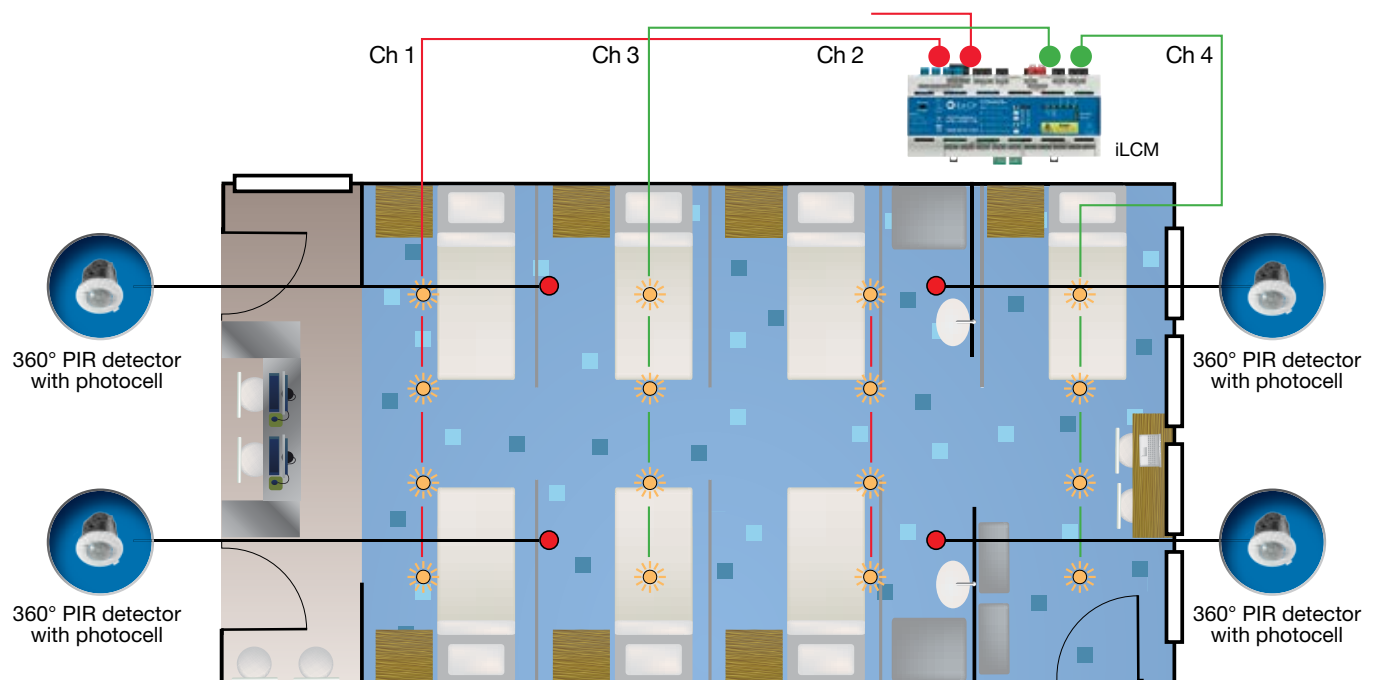 Ch 1
Ch 3
Ch 2
Ch 4
iLCM
360° PIR detector
with photocell
360° PIR detector
with photocell
360° PIR detector
with photocell
360° PIR detector
with photocell